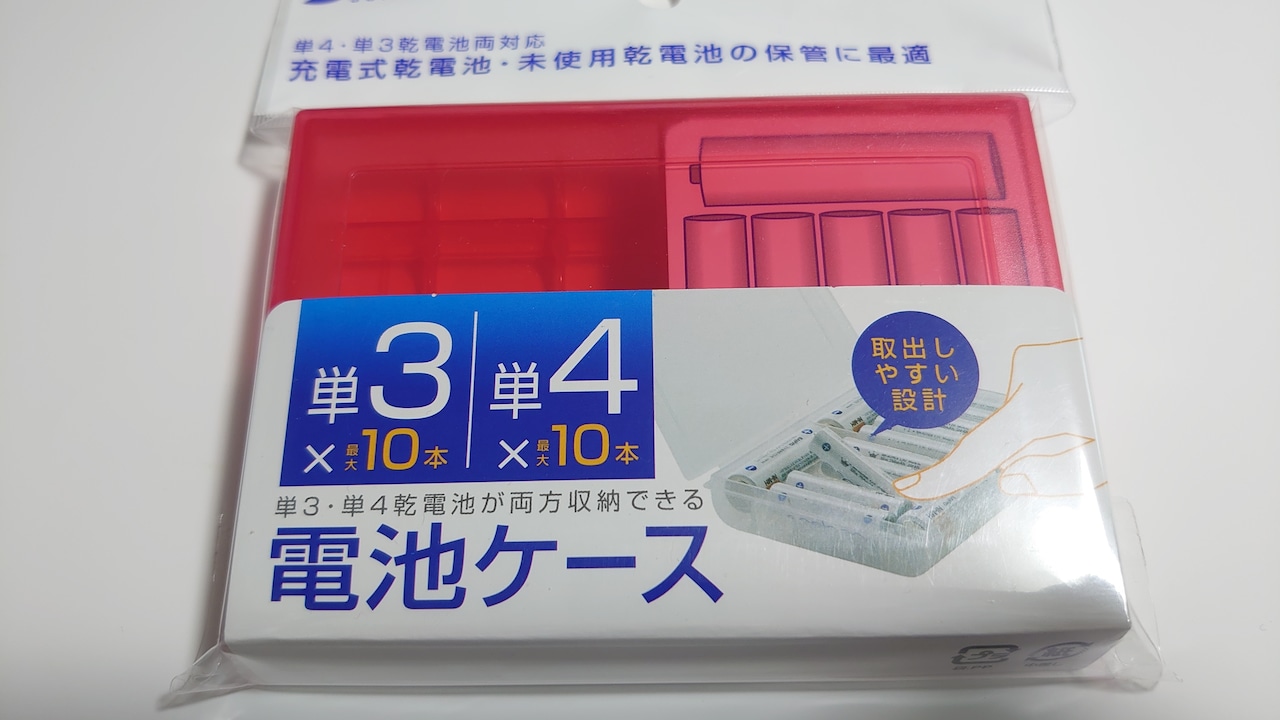 単4・単3乾電池両対応
充電式乾電池・未使用乾電池の保管に最適
単3 ×最大10本
単4 ×最大10本
取出し
やすい
設計
単3・単4乾電池が両方収納できる
電池ケース